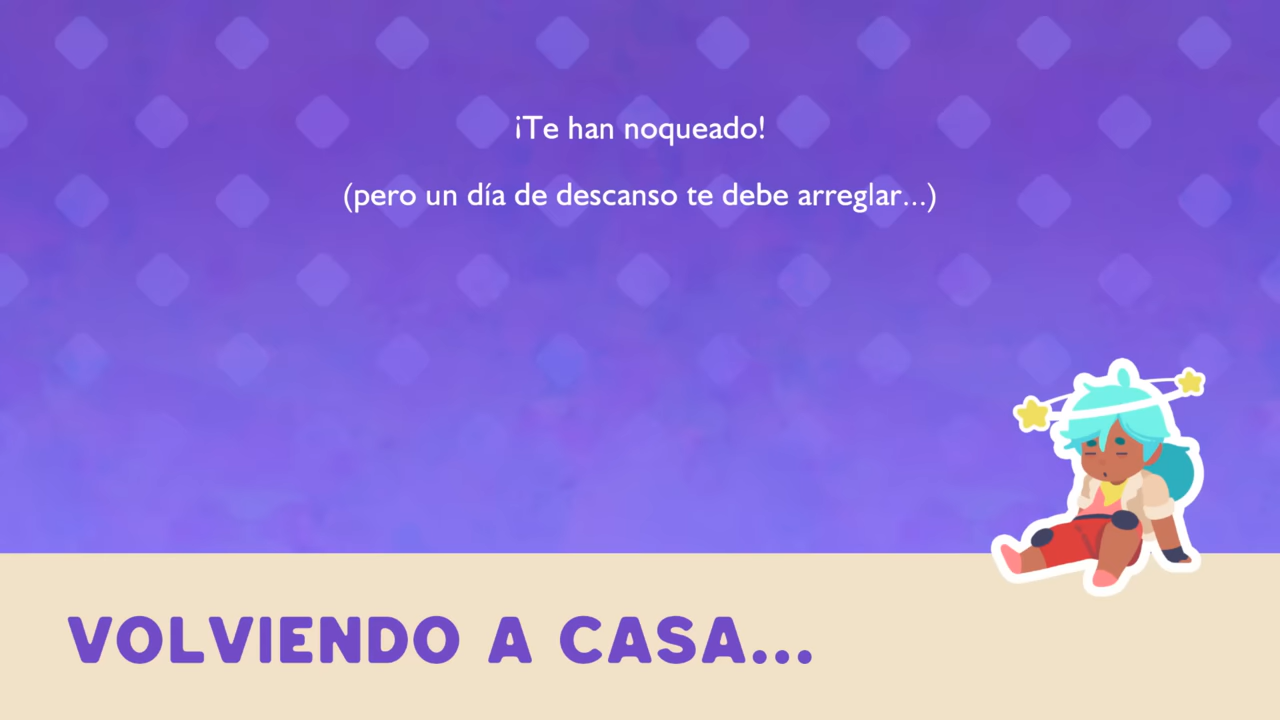 ¡Te han noqueado!
(pero un día de descanso te debe arreglar...)
VOLVIENDO A CASA...